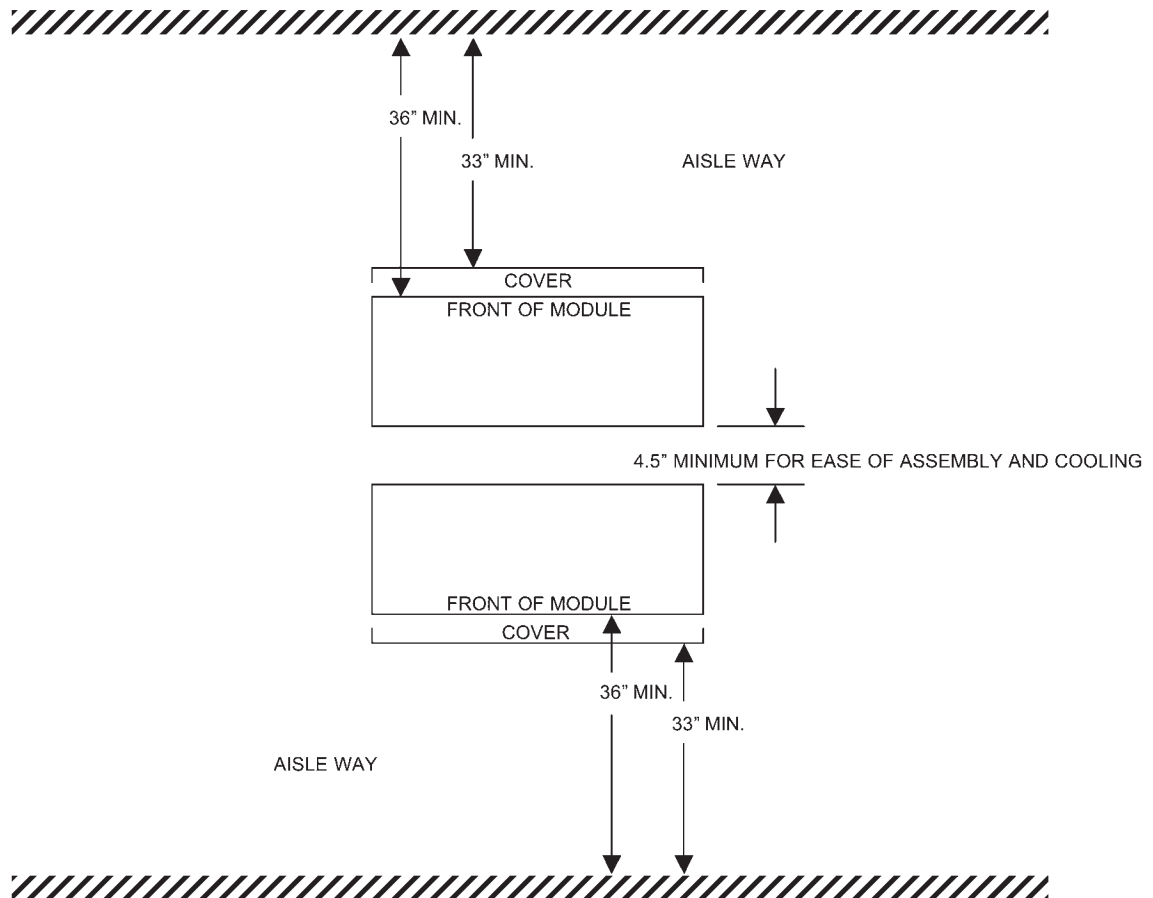 36” MIN.
33” MIN.
AISLE WAY
COVER
FRONT OF MODULE
4.5” MINIMUM FOR EASE OF ASSEMBLY AND COOLING
FRONT OF MODULE
COVER
36” MIN.
33” MIN.
AISLE WAY